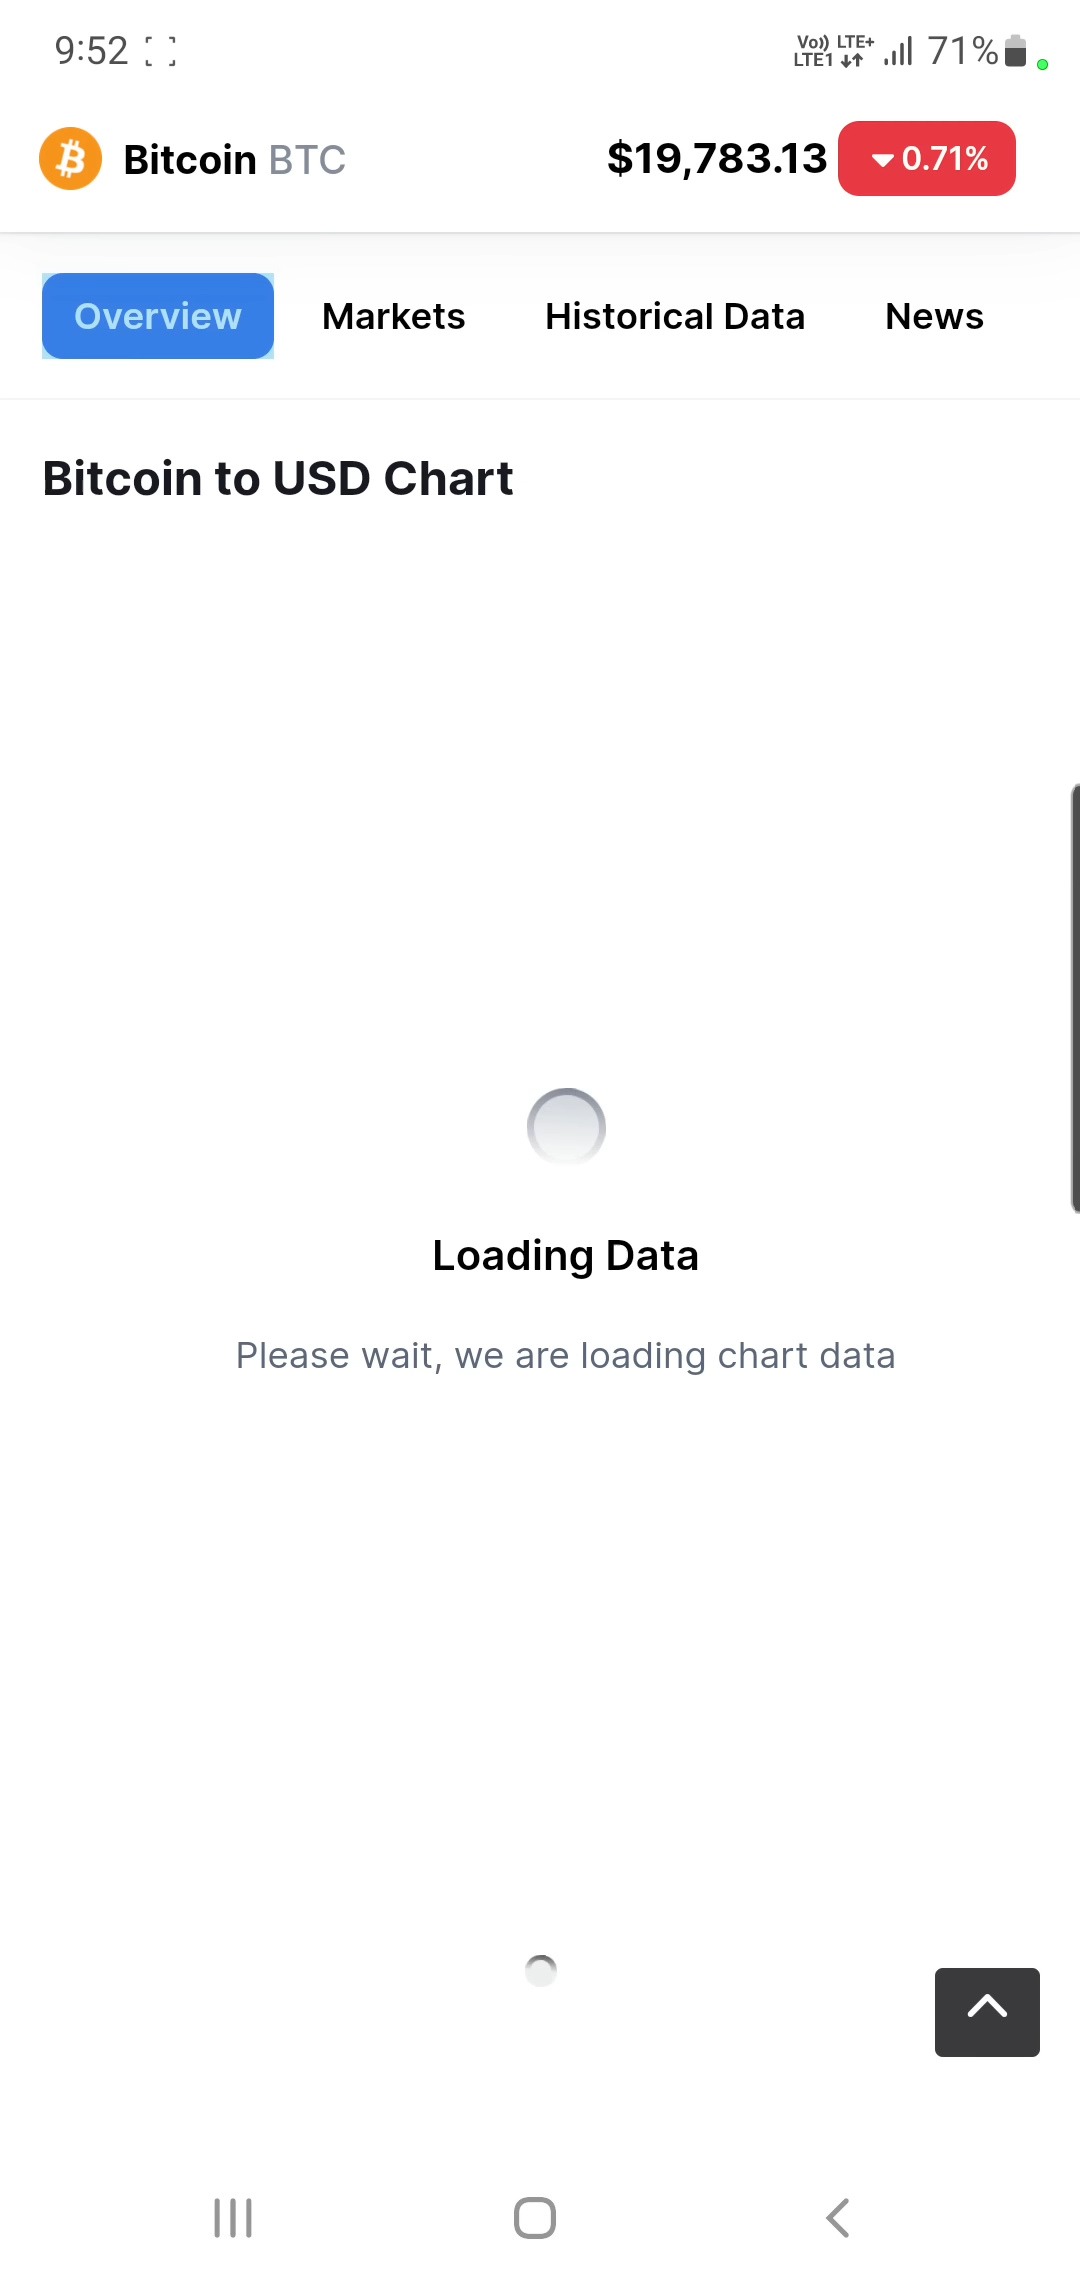 9:52 Vo)) LTE+ LTE1 71%
Bitcoin BTC $19,783.13 0.71%
Overview Markets Historical Data News
Bitcoin to USD Chart
Loading Data
Please wait, we are loading chart data